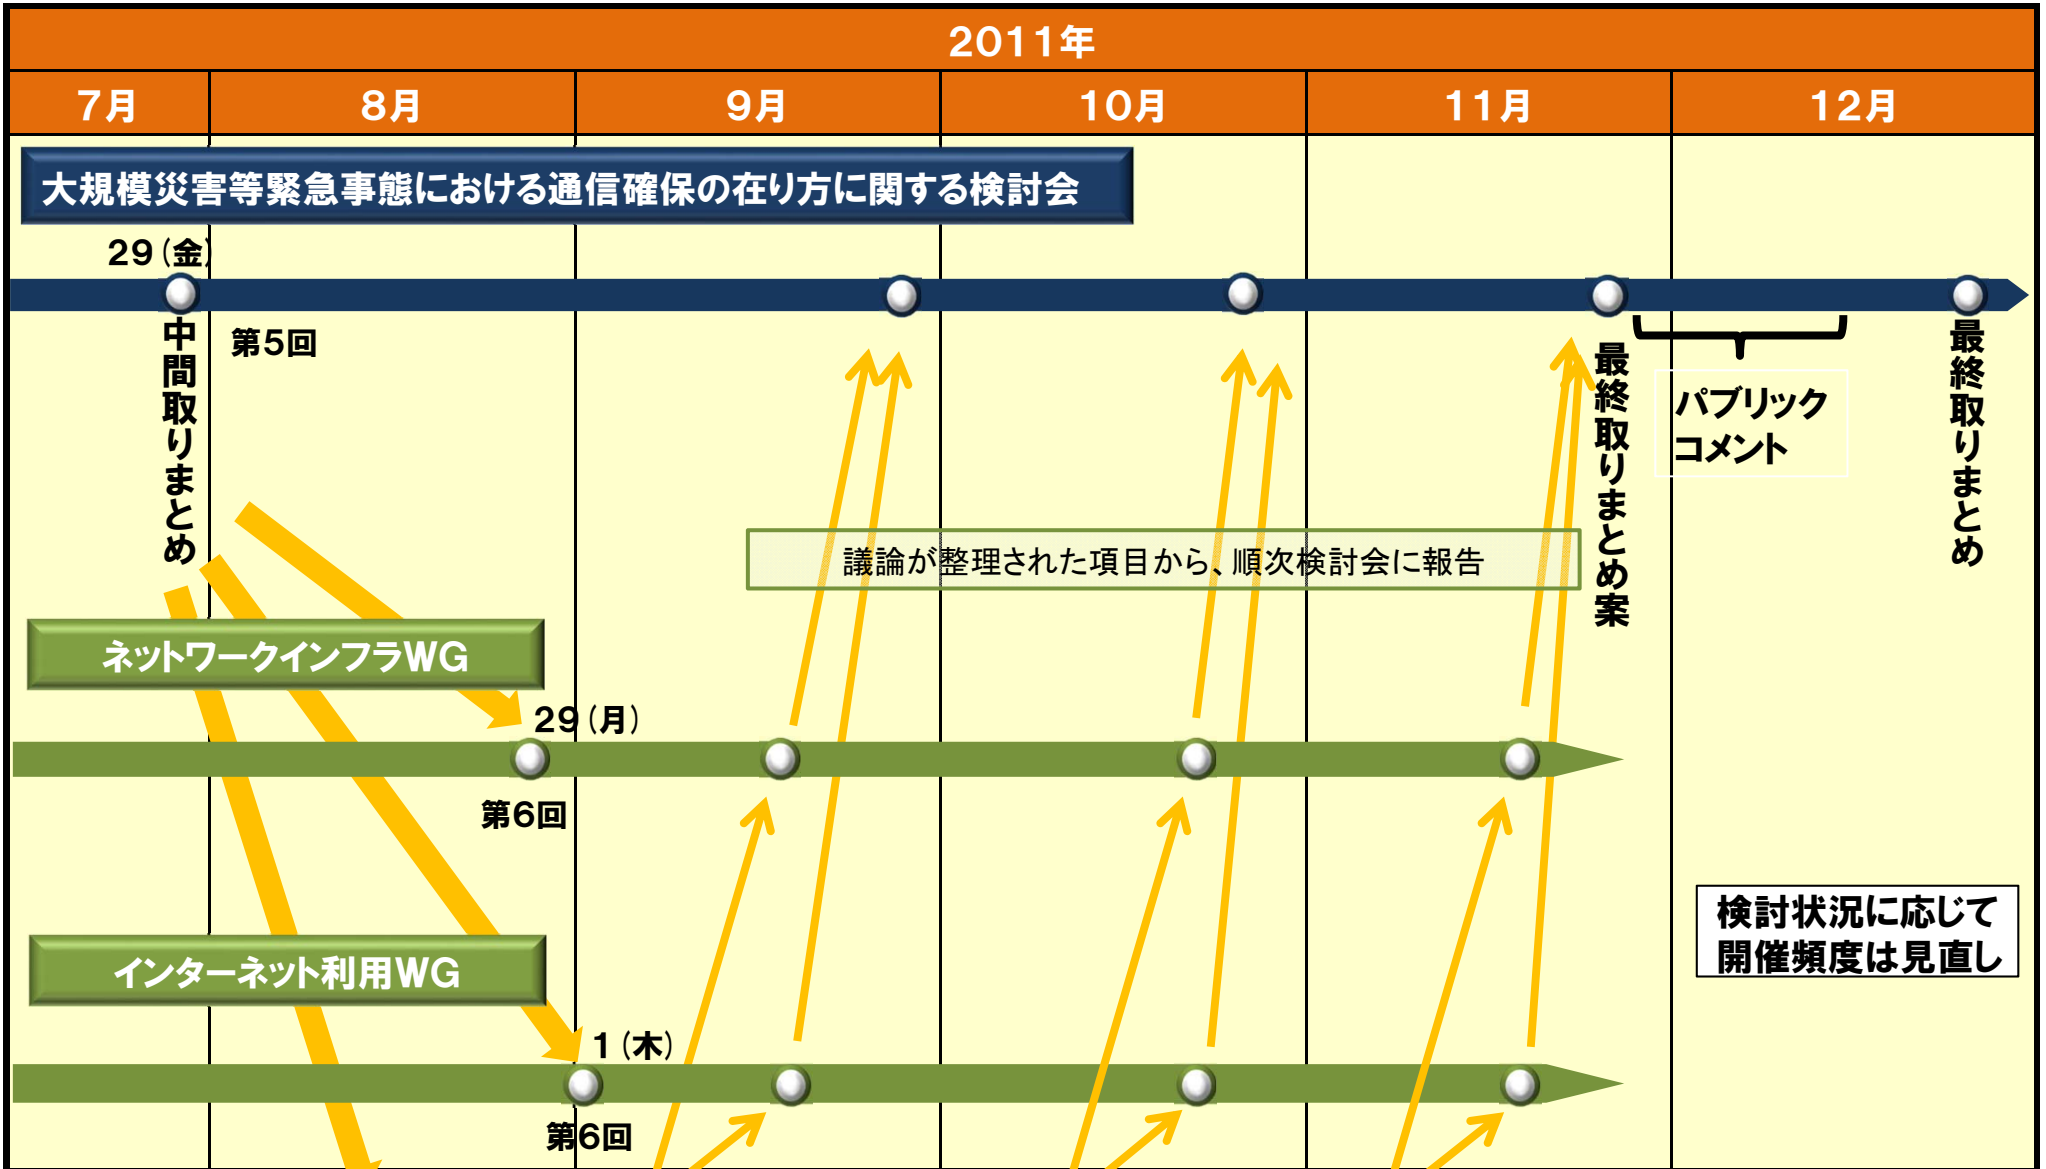 2011年
7月
8月
9月
10月
11月
12月
大規模災害等緊急事態における通信確保の在り方に関する検討会
29(金)
中間取りまとめ
第5回
最終取りまとめ案
パブリック
コメント
最終取りまとめ
議論が整理された項目から、順次検討会に報告
ネットワークインフラWG
29(月)
第6回
検討状況に応じて
開催頻度は見直し
インターネット利用WG
1(木)
第6回